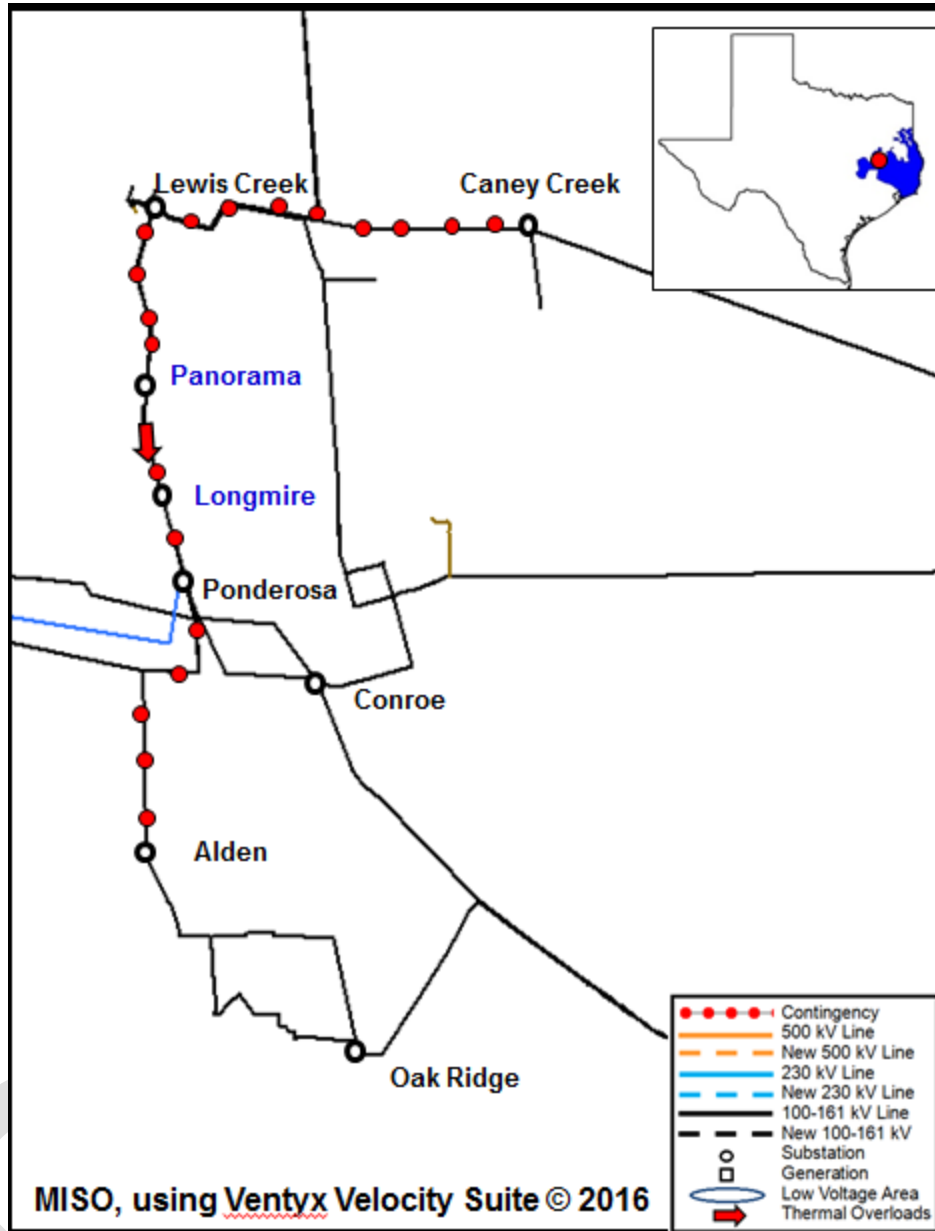 Lewis Creek
Caney Creek
Panorama
Longmire
Ponderosa
Conroe
Alden
Oak Ridge
Contingency
500 kV Line
New 500 kV Line
230 kV Line
New 230 kV Line
100-161 kV Line
New 100-161 kV
Substation
Generation
Low Voltage Area
Thermal Overloads
MISO, using Ventyx Velocity Suite © 2016